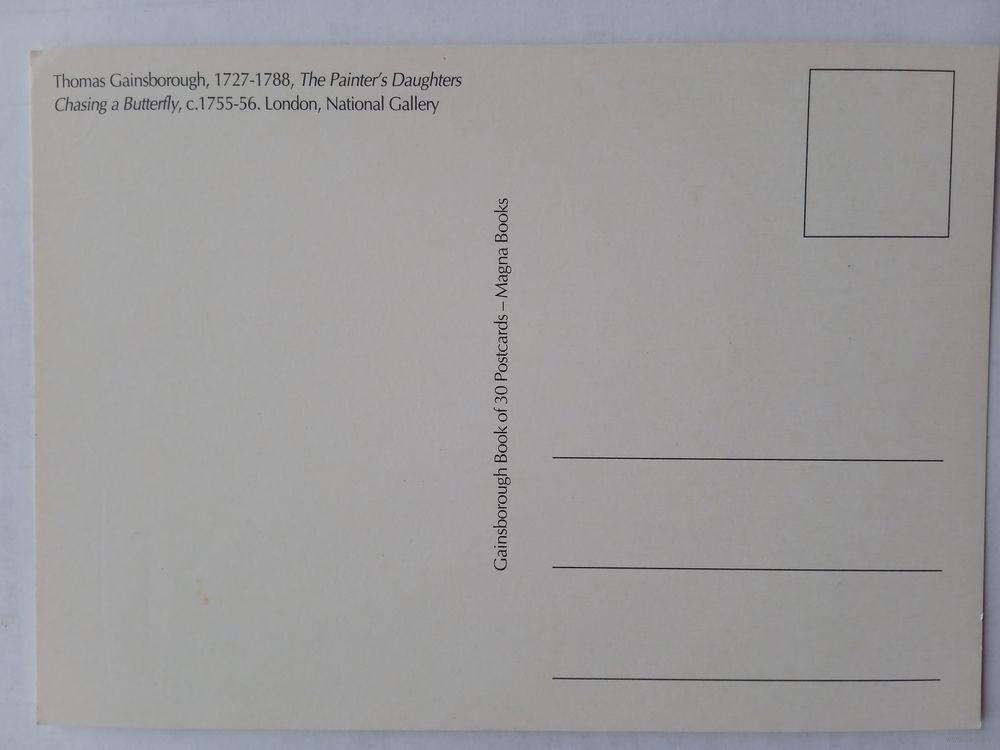 Thomas Gainsborough, 1727-1788, The Painter's Daughters
Chasing a Butterfly, c.1755-56. London, National Gallery
Gainsborough Book of 30 Postcards – Magna Books